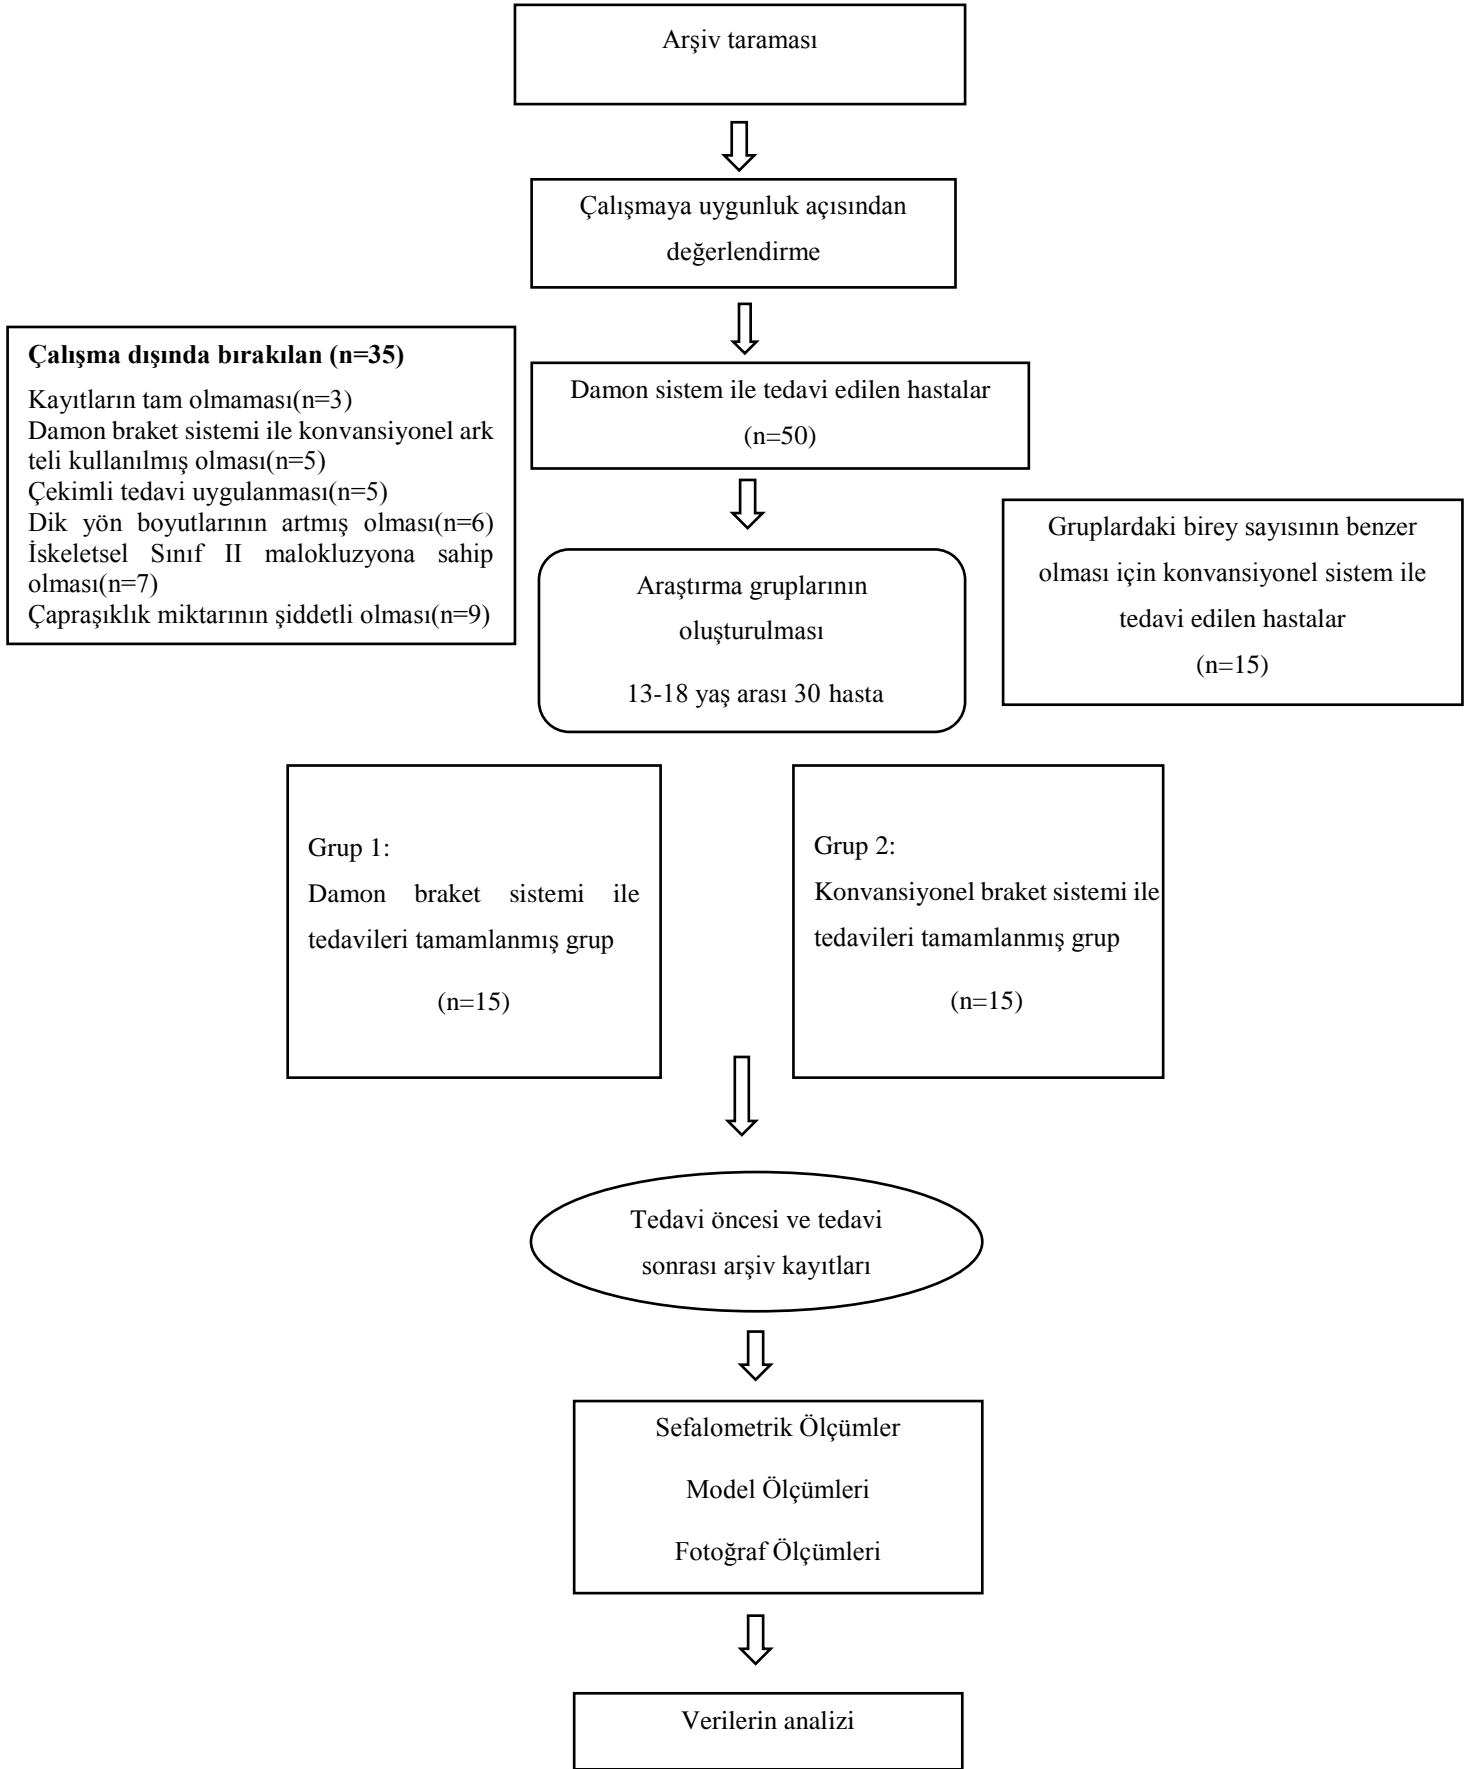 Arşiv taraması
Çalışmaya uygunluk açısından
değerlendirme
Çalışma dışında bırakılan (n=35)
Kayıtların tam olmaması(n=3)
Damon braket sistemi ile konvansiyonel ark
teli kullanılmış olması(n=5)
Çekimli tedavi uygulanması(n=5)
Dik yön boyutlarının artmış olması(n=6)
İskeletsel Sınıf II malokluzyona sahip
olması(n=7)
Çapraşıklık miktarının şiddetli olması(n=9)
Damon sistem ile tedavi edilen hastalar
(n=50)
Araştırma gruplarının
oluşturulması
13-18 yaş arası 30 hasta
Gruplardaki birey sayısının benzer
olması için konvansiyonel sistem ile
tedavi edilen hastalar
(n=15)
Grup 1:
Damon braket sistemi ile
tedavileri tamamlanmış grup
(n=15)
Grup 2:
Konvansiyonel braket sistemi ile
tedavileri tamamlanmış grup
(n=15)
Tedavi öncesi ve tedavi
sonrası arşiv kayıtları
Sefalometrik Ölçümler
Model Ölçümleri
Fotoğraf Ölçümleri
Verilerin analizi